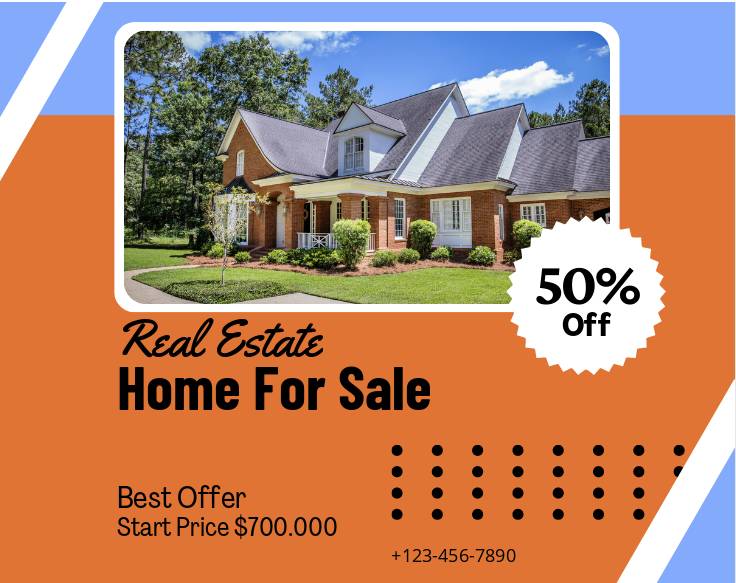 50%
Off
Real Estate
Home For Sale
Best Offer
Start Price $700.000
+123-456-7890